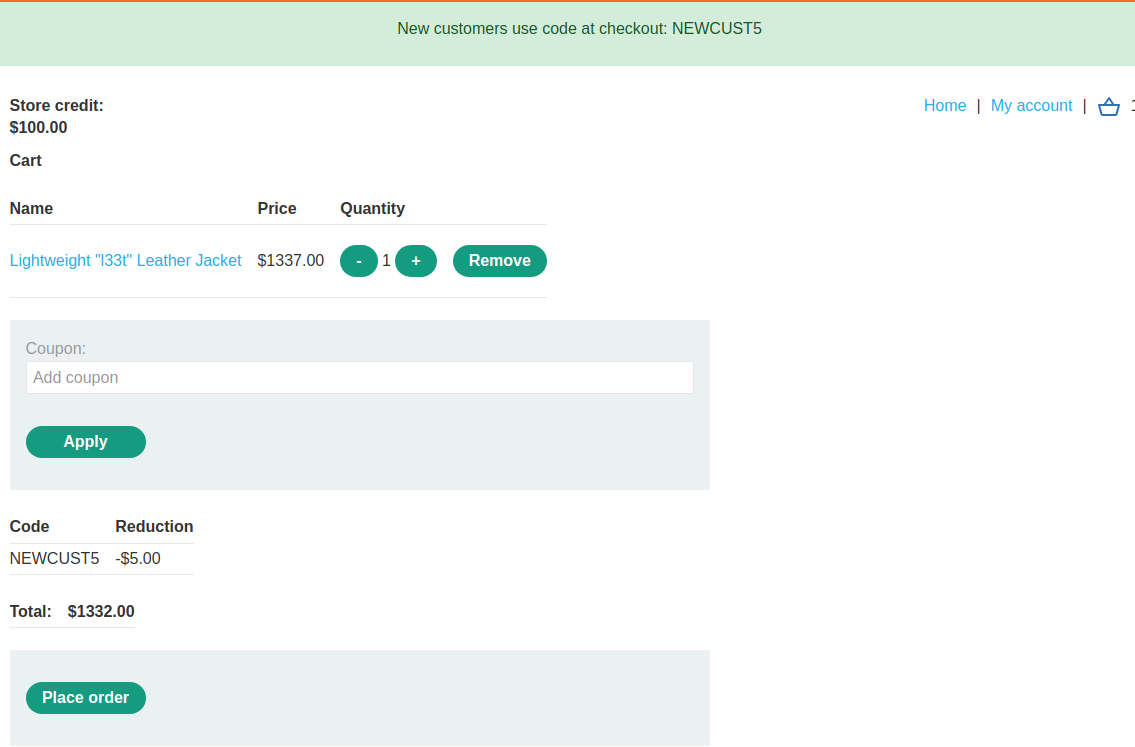 New customers use code at checkout: NEWCUST5
Store credit:
$100.00
Home | My account | 1
Cart
Name Price Quantity
Lightweight "l33t" Leather Jacket $1337.00 - 1 + Remove
Coupon:
Add coupon
Apply
Code Reduction
NEWCUST5 -$5.00
Total: $1332.00
Place order